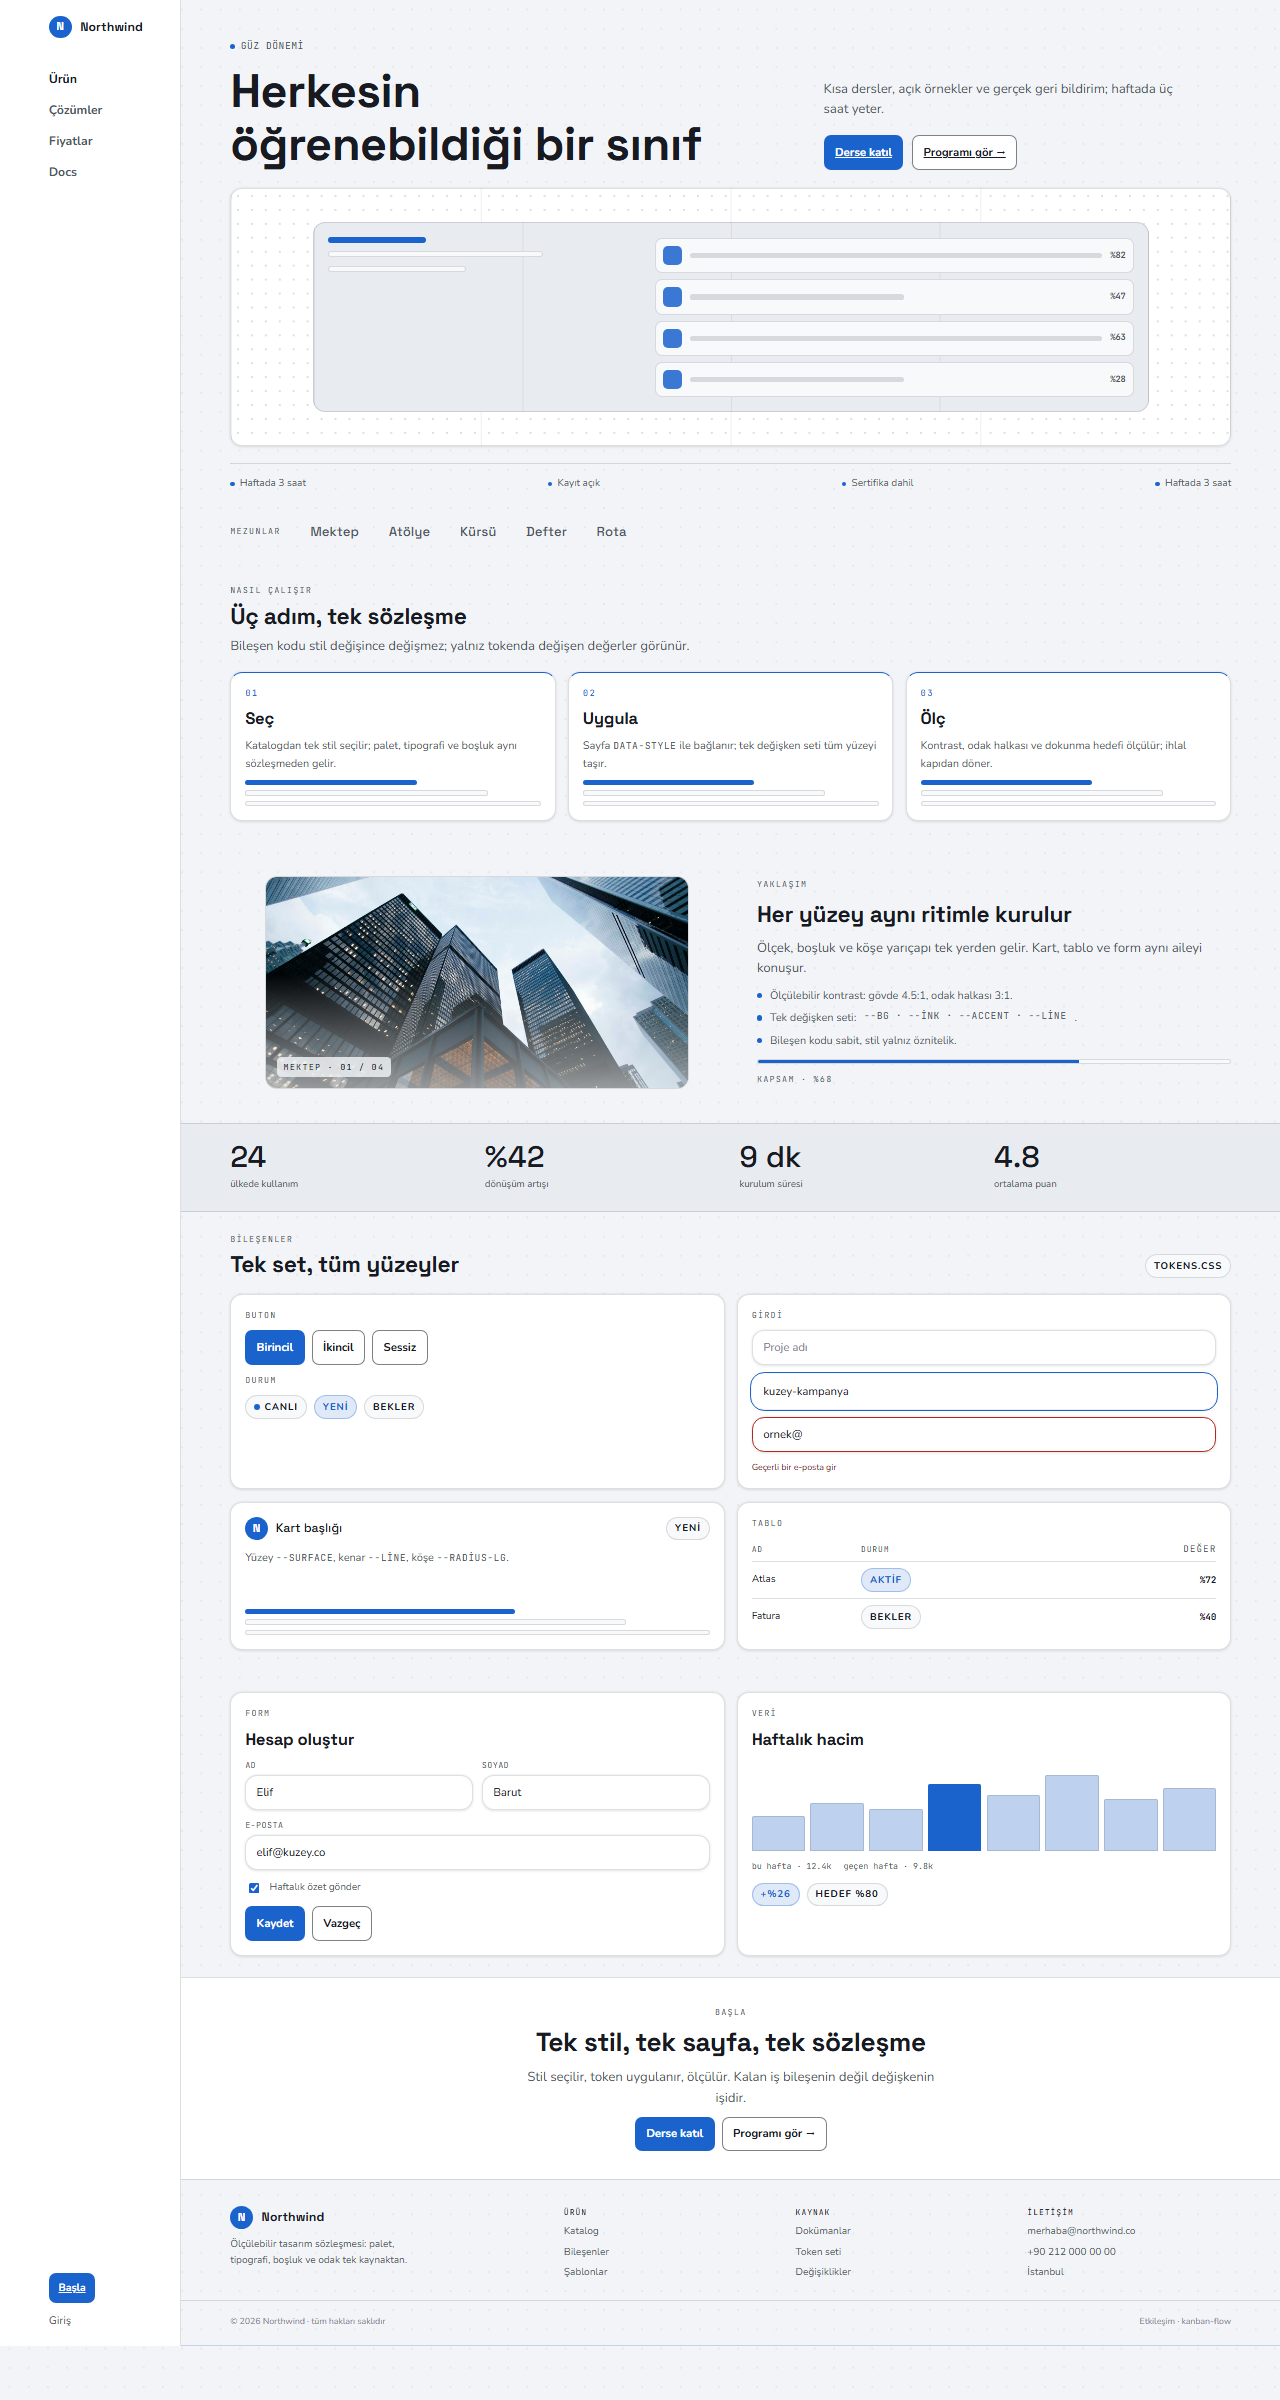 N Northwind
Ürün
Çözümler
Fiyatlar
Docs
Başla
Giriş
GÜZ DÖNEMİ
Herkesin
öğrenebildiği bir sınıf
Kısa dersler, açık örnekler ve gerçek geri bildirim; haftada üç
saat yeter.
Derse katıl
Programı gör →
%82
%47
%63
%28
Haftada 3 saat
Kayıt açık
Sertifika dahil
Haftada 3 saat
MEZUNLAR
Mektep
Atölye
Kürsü
Defter
Rota
NASIL ÇALIŞIR
Üç adım, tek sözleşme
Bileşen kodu stil değişince değişmez; yalnız tokenda değişen değerler görünür.
01
Seç
Katalogdan tek stil seçilir; palet, tipografi ve boşluk aynı
sözleşmeden gelir.
02
Uygula
Sayfa DATA-STYLE ile bağlanır; tek değişken seti tüm yüzeyi
taşır.
03
Ölç
Kontrast, odak halkası ve dokunma hedefi ölçülür; ihlal
kapıdan döner.
MEKTEP · 01 / 04
YAKLAŞIM
Her yüzey aynı ritimle kurulur
Ölçek, boşluk ve köşe yarıçapı tek yerden gelir. Kart, tablo ve form aynı aileyi
konuşur.
Ölçülebilir kontrast: gövde 4.5:1, odak halkası 3:1.
Tek değişken seti: --BG · --İNK · --ACCENT · --LİNE .
Bileşen kodu sabit, stil yalnız öznitelik.
KAPSAM · %68
24
ülkede kullanım
%42
dönüşüm artışı
9 dk
kurulum süresi
4.8
ortalama puan
BİLEŞENLER
Tek set, tüm yüzeyler
TOKENS.CSS
BUTON
Birincil
İkincil
Sessiz
DURUM
CANLI
YENİ
BEKLER
GİRDİ
Proje adı
kuzey-kampanya
ornek@
Geçerli bir e-posta gir
N Kart başlığı
YENİ
Yüzey --SURFACE, kenar --LİNE, köşe --RADİUS-LG.
TABLO
AD DURUM DEĞER
Atlas AKTİF %72
Fatura BEKLER %40
FORM
Hesap oluştur
AD
Elif
SOYAD
Barut
E-POSTA
elif@kuzey.co
Haftalık özet gönder
Kaydet
Vazgeç
VERİ
Haftalık hacim
bu hafta · 12.4k geçen hafta · 9.8k
+%26
HEDEF %80
BAŞLA
Tek stil, tek sayfa, tek sözleşme
Stil seçilir, token uygulanır, ölçülür. Kalan iş bileşenin değil değişkenin
işidir.
Derse katıl
Programı gör →
N Northwind
Ölçülebilir tasarım sözleşmesi: palet,
tipografi, boşluk ve odak tek kaynaktan.
ÜRÜN
Katalog
Bileşenler
Şablonlar
KAYNAK
Dokümanlar
Token seti
Değişiklikler
İLETİŞİM
merhaba@northwind.co
+90 212 000 00 00
İstanbul
© 2026 Northwind · tüm hakları saklıdır
Etkileşim · kanban-flow